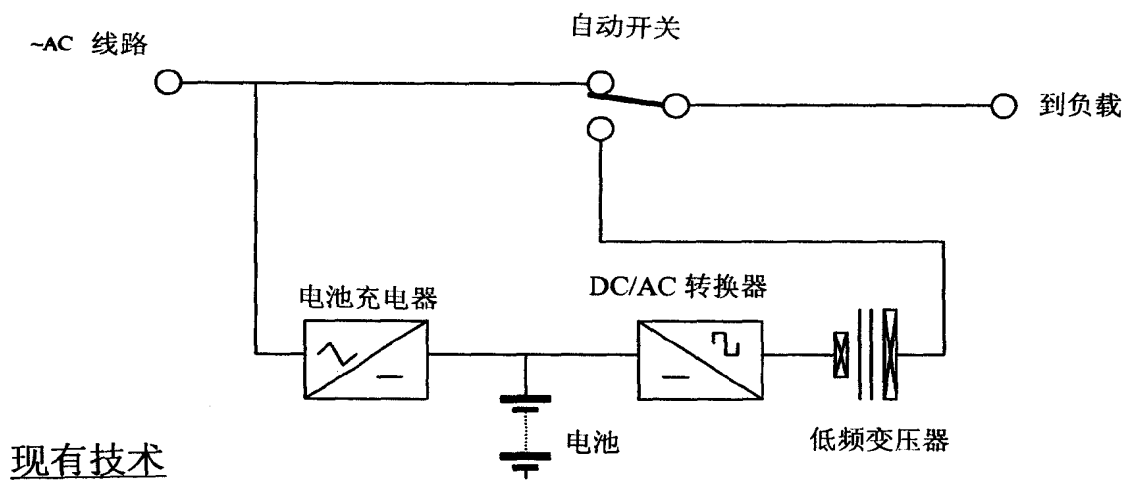 自动开关
~AC 线路
到负载
电池充电器
DC/AC 转换器
电池
低频变压器
现有技术